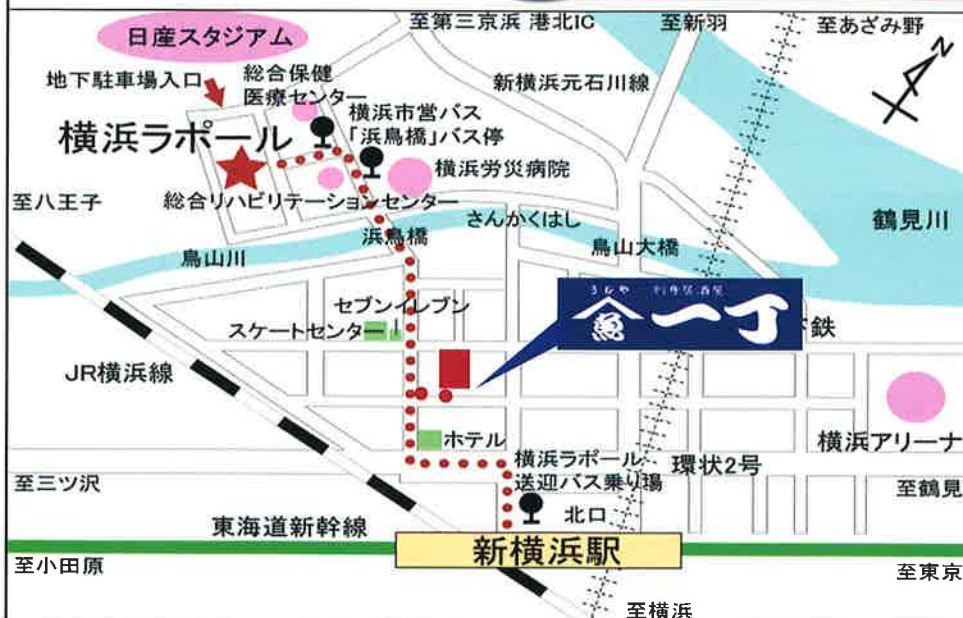 至第三京浜 港北IC
至新羽
至あざみ野
日産スタジアム
N
地下駐車場入口
総合保健
医療センター
新横浜元石川線
横浜市営バス
「浜鳥橋」バス停
横浜ラポール
横浜労災病院
至八王子
総合リハビリテーションセンター
さんかくはし
鶴見川
浜鳥橋
鳥山川
鳥山大橋
セブンイレブン
スケートセンター
一丁
下鉄
JR横浜線
ホテル
横浜アリーナ
横浜ラポール
送迎バス乗り場
環状2号
至三ツ沢
至鶴見
北口
東海道新幹線
新横浜駅
至小田原
至東京
至横浜